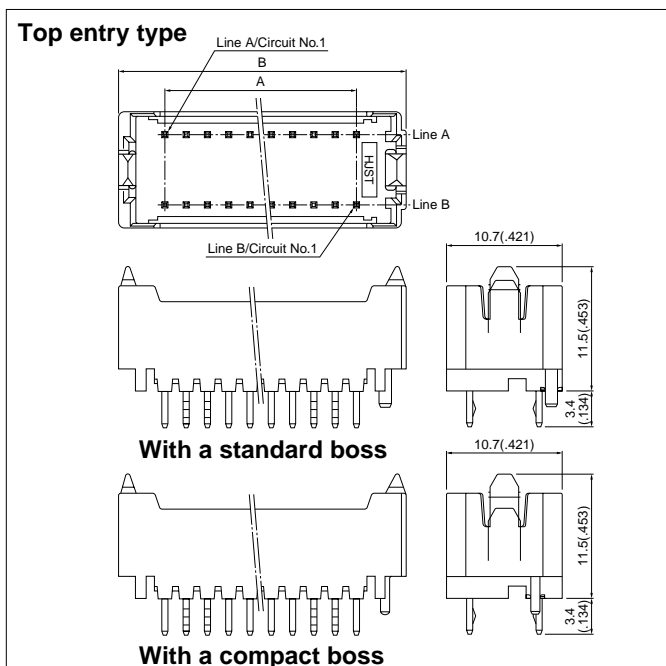 Top entry type
Line A/Circuit No.1
B
A
Line A
HJST
Line B
Line B/Circuit No.1
10.7(.421)
11.5(.453)
3.4
(.134)
With a standard boss
10.7(.421)
11.5(.453)
3.4
(.134)
With a compact boss